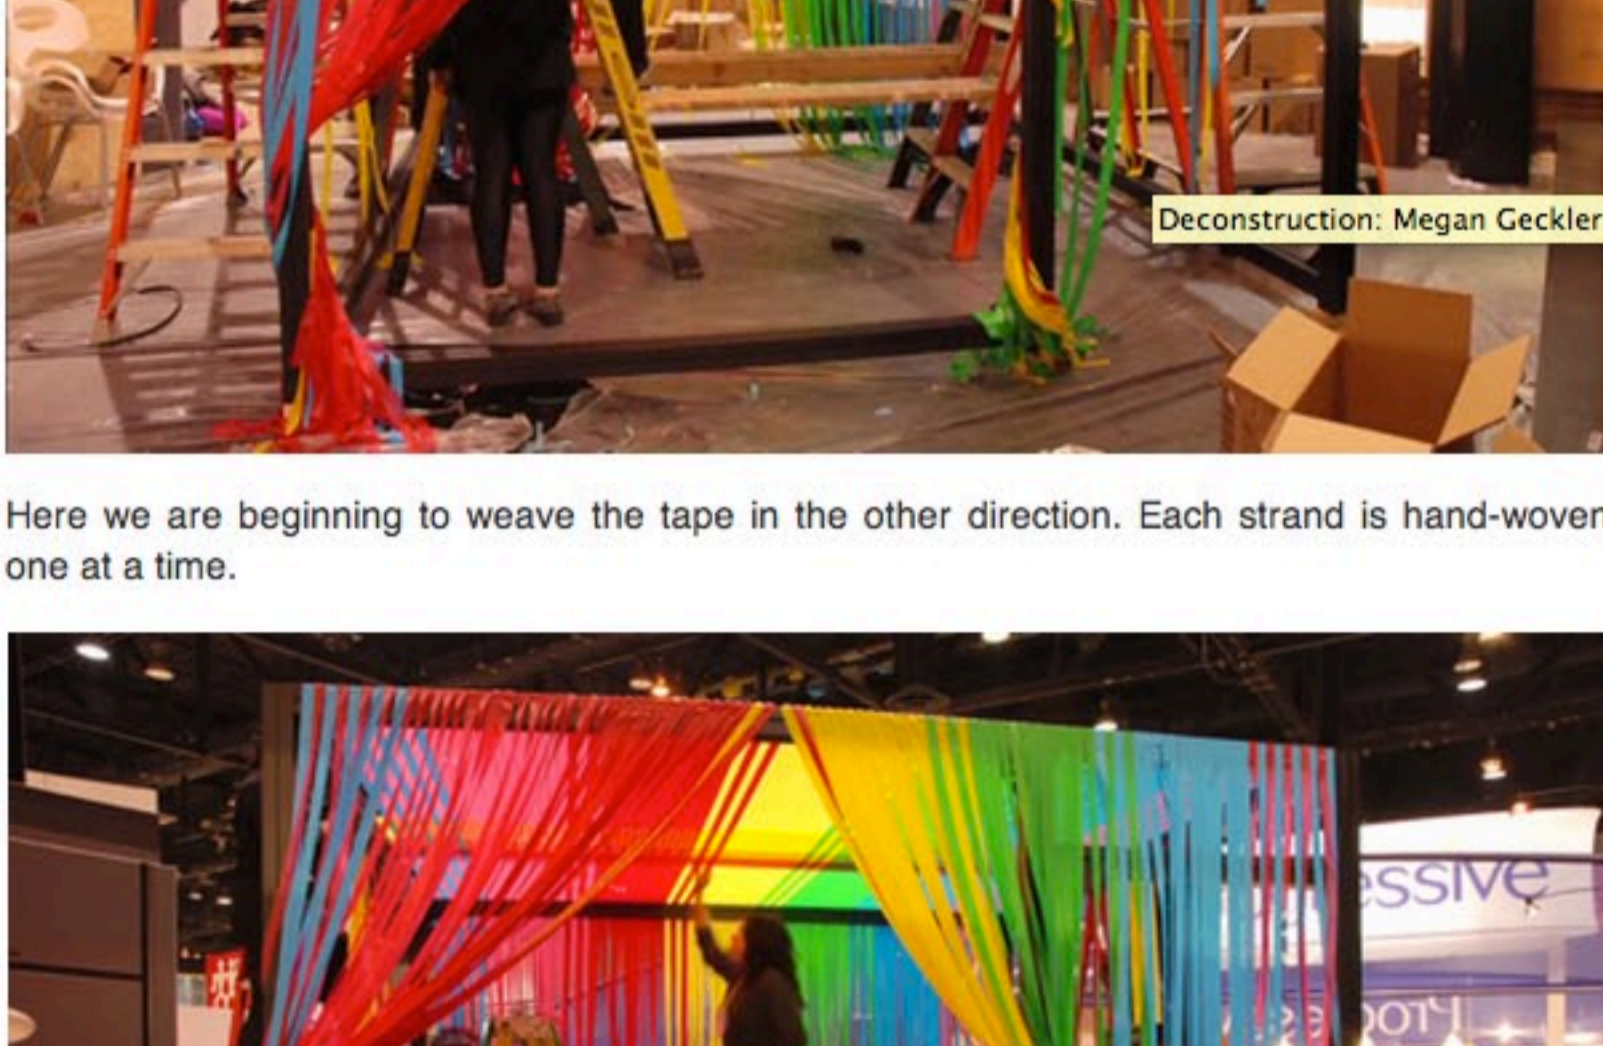 Deconstruction: Megan Geckler
Here we are beginning to weave the tape in the other direction. Each strand is hand-woven
one at a time.
essive